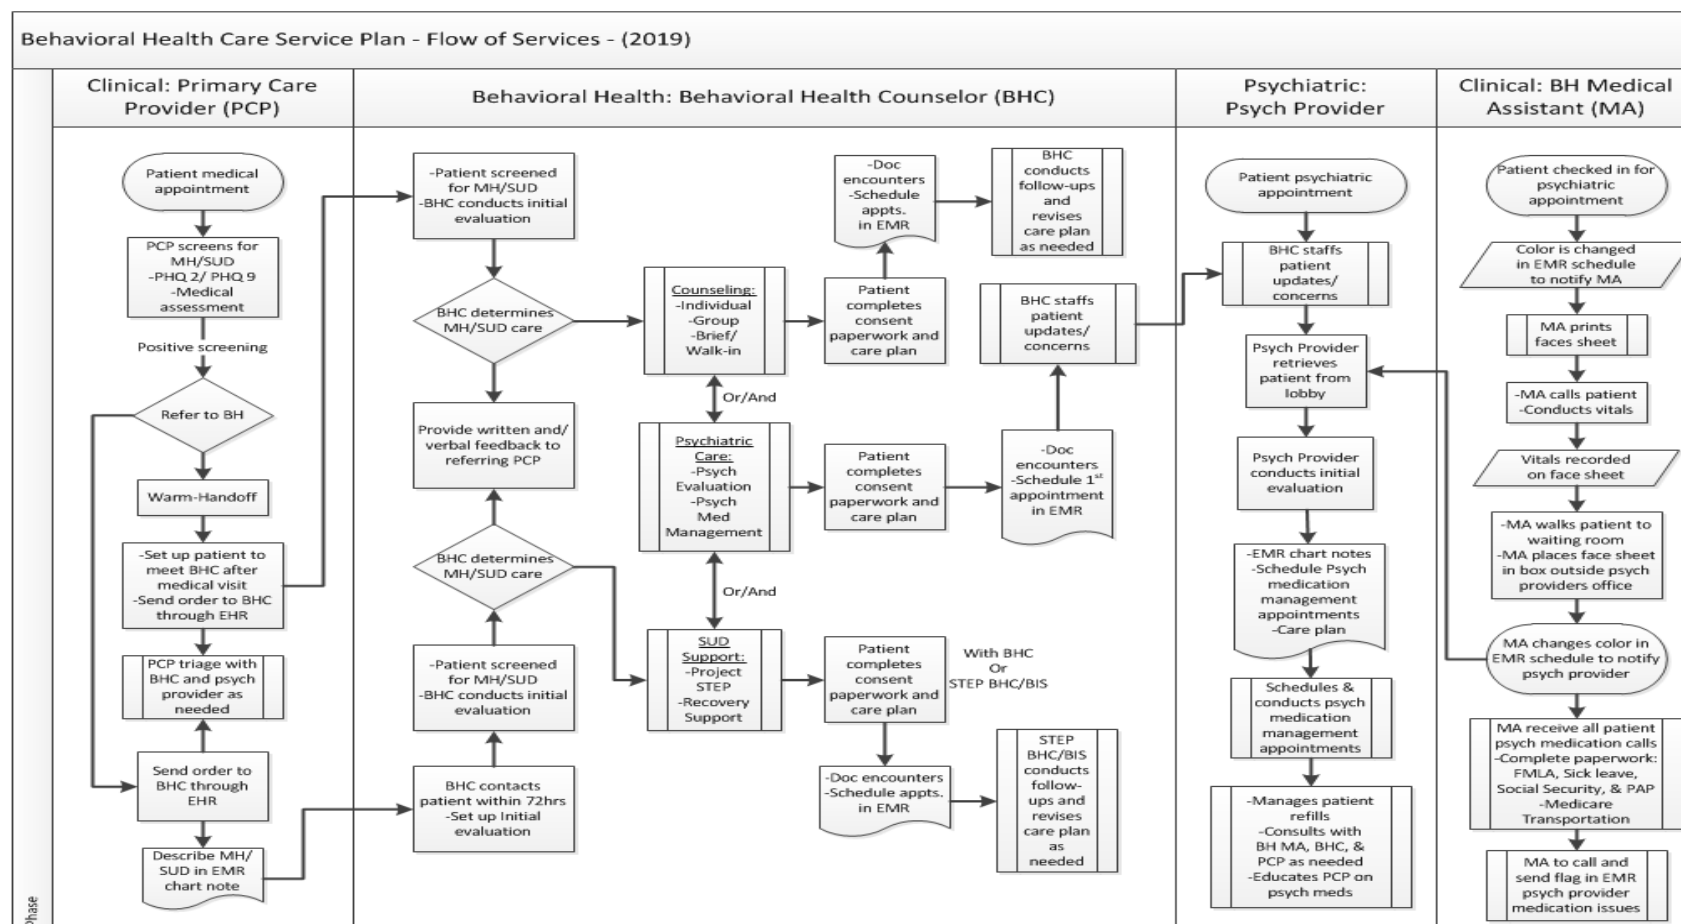 Behavioral Health Care Service Plan - Flow of Services - (2019)
Clinical: Primary Care
Provider (PCP)
Behavioral Health: Behavioral Health Counselor (BHC)
Psychiatric:
Psych Provider
Clinical: BH Medical
Assistant (MA)
Patient medical
appointment
PCP screens for
MH/SUD
-PHQ 2/ PHQ 9
-Medical
assessment
Positive screening
Refer to BH
Warm-Handoff
-Set up patient to
meet BHC after
medical visit
-Send order to BHC
through EHR
PCP triage with
BHC and psych
provider as
needed
Send order to
BHC through
EHR
Describe MH/
SUD in EMR
chart note
-Patient screened
for MH/SUD
-BHC conducts initial
evaluation
BHC determines
MH/SUD care
Provide written and/
verbal feedback to
referring PCP
BHC determines
MH/SUD care
-Patient screened
for MH/SUD
-BHC conducts initial
evaluation
BHC contacts
patient within 72hrs
-Set up Initial
evaluation
Counseling:
-Individual
-Group
-Brief/
Walk-in
Or/And
Psychiatric
Care:
-Psych
Evaluation
-Psych
Med
Management
Or/And
SUD
Support:
-Project
STEP
-Recovery
Support
-Doc
encounters
-Schedule
appts.
in EMR
Patient
completes
consent
paperwork and
care plan
Patient
completes
consent
paperwork and
care plan
Patient
completes
consent
paperwork and
care plan
With BHC
Or
STEP BHC/BIS
-Doc encounters
-Schedule appts.
in EMR
BHC
conducts
follow-ups
and
revises
care plan
as needed
BHC staffs
patient
updates/
concerns
-Doc
encounters
-Schedule 1st
appointment
in EMR
STEP
BHC/BIS
conducts
follow-
ups and
revises
care plan
as
needed
Patient psychiatric
appointment
BHC staffs
patient
updates/
concerns
Psych Provider
retrieves
patient from
lobby
Psych Provider
conducts initial
evaluation
-EMR chart notes
-Schedule Psych
medication
management
appointments
-Care plan
Schedules &
conducts psych
medication
management
appointments
-Manages patient
refills
-Consults with
BH MA, BHC, &
PCP as needed
-Educates PCP on
psych meds
Patient checked in for
psychiatric
appointment
Color is changed
in EMR schedule
to notify MA
MA prints
faces sheet
-MA calls patient
-Conducts vitals
Vitals recorded
on face sheet
-MA walks patient to
waiting room
-MA places face sheet
in box outside psych
providers office
MA changes color in
EMR schedule to notify
psych provider
MA receive all patient
psych medication calls
-Complete paperwork:
FMLA, Sick leave,
Social Security, & PAP
-Medicare
Transportation
MA to call and
send flag in EMR
psych provider
medication issues
Phase